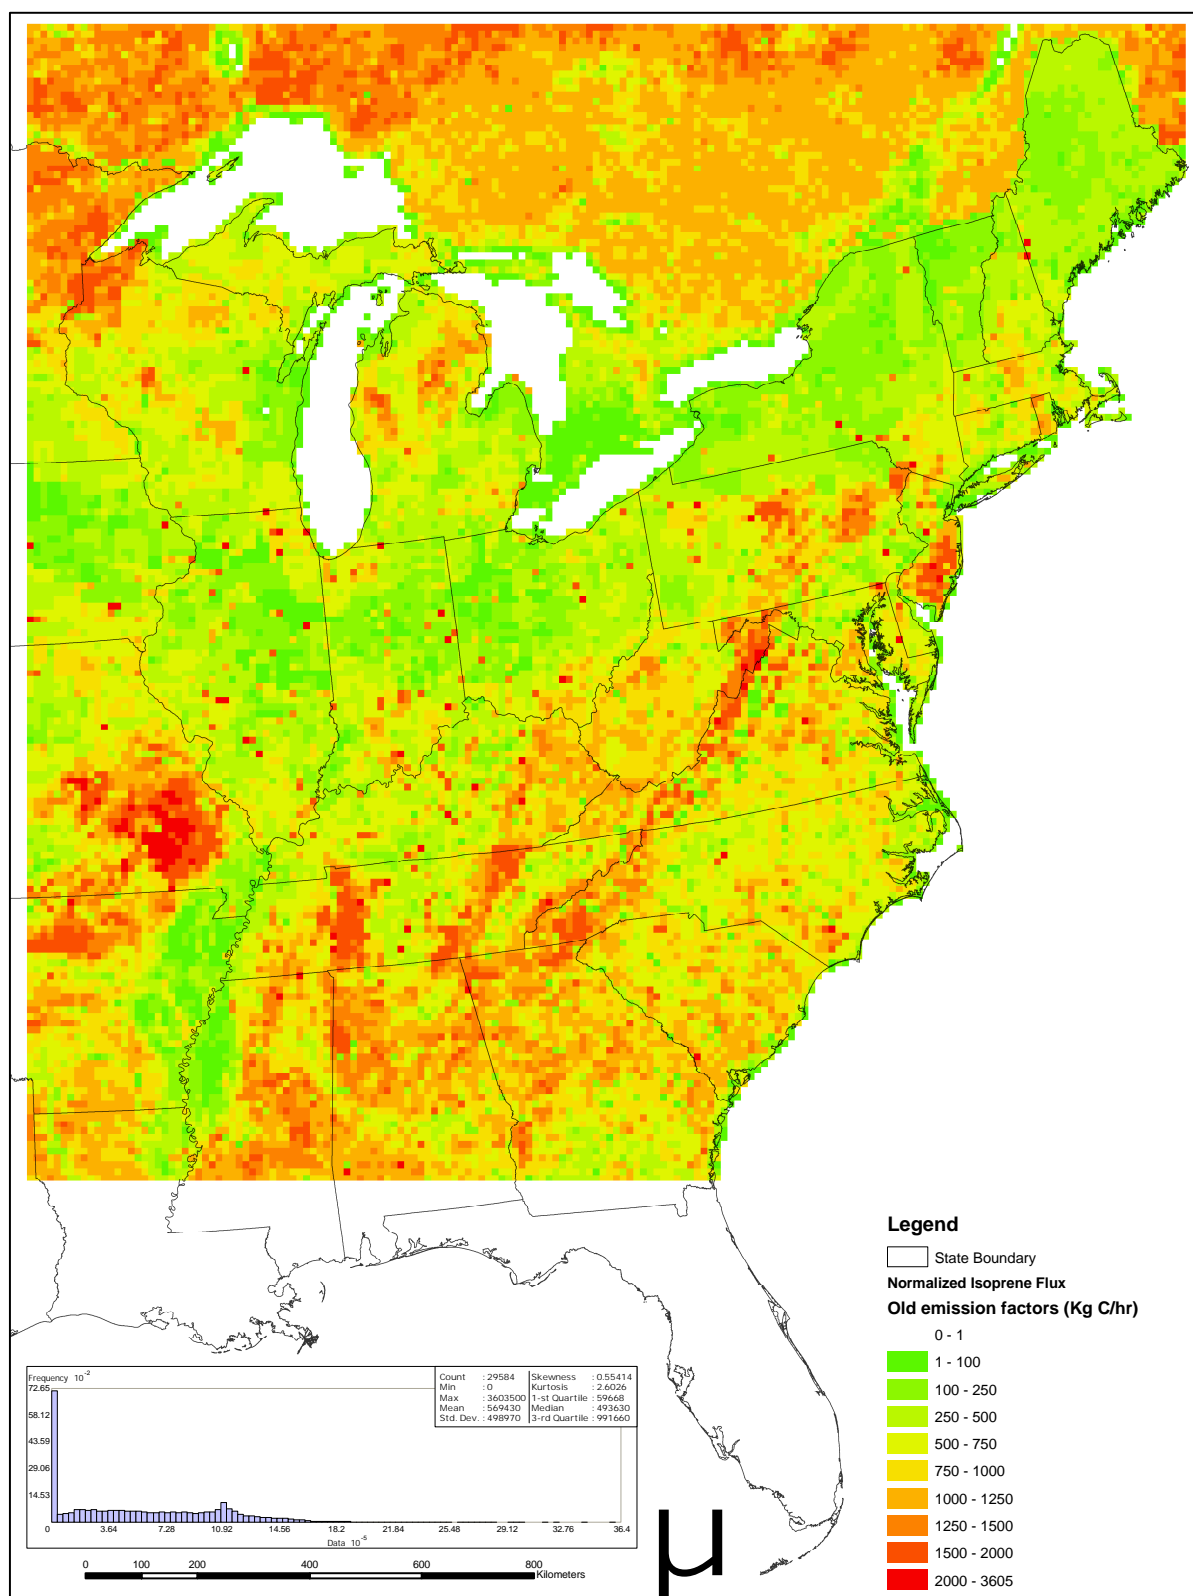 Legend
State Boundary
Normalized Isoprene Flux
Old emission factors (Kg C/hr)
0 - 1
1 - 100
100 - 250
250 - 500
500 - 750
750 - 1000
1000 - 1250
1250 - 1500
1500 - 2000
2000 - 3605
Frequency 10⁻²
72.65
58.12
43.59
29.06
14.53
0 3.64 7.28 10.92 14.56 18.2 21.84 25.48 29.12 32.76 36.4
Data 10⁻⁵
Count : 29584 Skewness : 0.55414
Min : 0 Kurtosis : 2.6026
Max : 3603500 1-st Quartile : 59668
Mean : 569430 Median : 493630
Std. Dev. : 498970 3-rd Quartile : 991660
0 100 200 400 600 800
Kilometers
µ